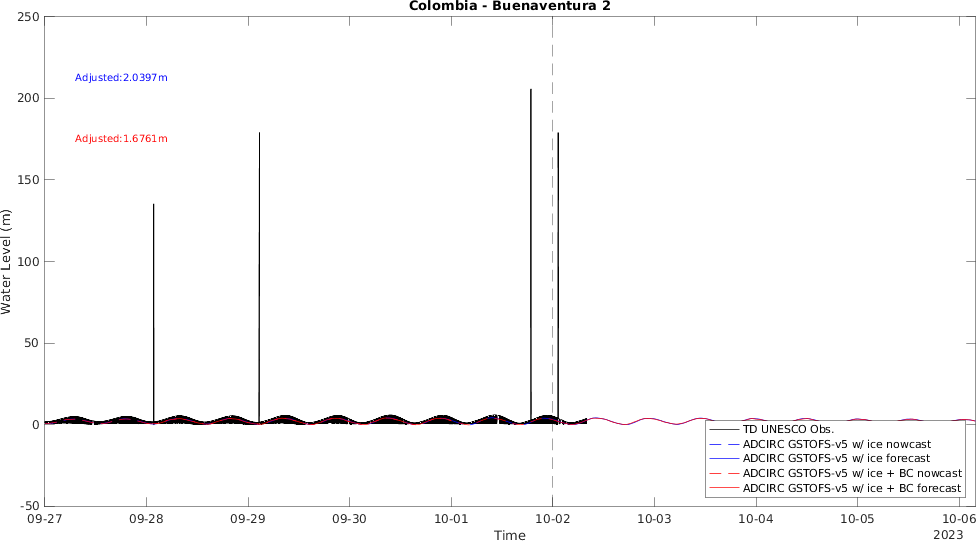 Colombia - Buenaventura 2
250
200
150
100
50
0
-50
Water Level (m)
Adjusted:2.0397m
Adjusted:1.6761m
TD UNESCO Obs.
ADCIRC GSTOFS-v5 w/ ice nowcast
ADCIRC GSTOFS-v5 w/ ice forecast
ADCIRC GSTOFS-v5 w/ ice + BC nowcast
ADCIRC GSTOFS-v5 w/ ice + BC forecast
09-27 09-28 09-29 09-30 10-01 10-02 10-03 10-04 10-05 10-06
Time
2023